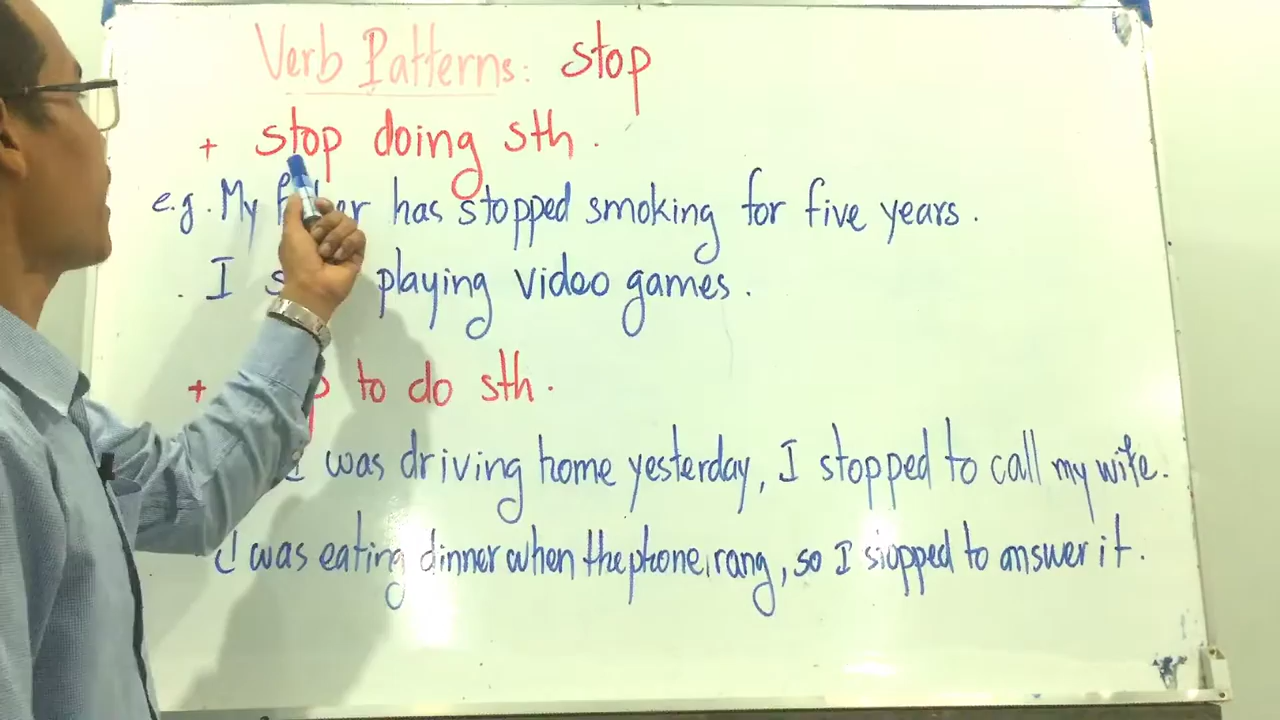 Verb Patterns: stop
+ stop doing sth.
e.g. My father has stopped smoking for five years.
. I playing video games.
+ to do sth.
I was driving home yesterday, I stopped to call my wife.
I was eating dinner when the phone rang, so I stopped to answer it.